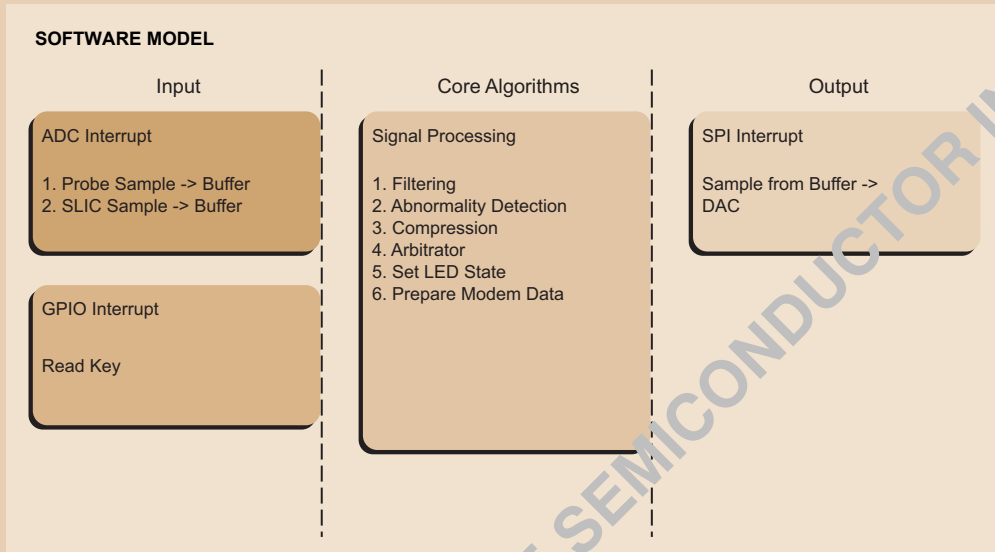 SOFTWARE MODEL
Input
ADC Interrupt
1. Probe Sample -> Buffer
2. SLIC Sample -> Buffer
GPIO Interrupt
Read Key
Core Algorithms
Signal Processing
1. Filtering
2. Abnormality Detection
3. Compression
4. Arbitrator
5. Set LED State
6. Prepare Modem Data
Output
SPI Interrupt
Sample from Buffer ->
DAC
SEMICONDUCTOR